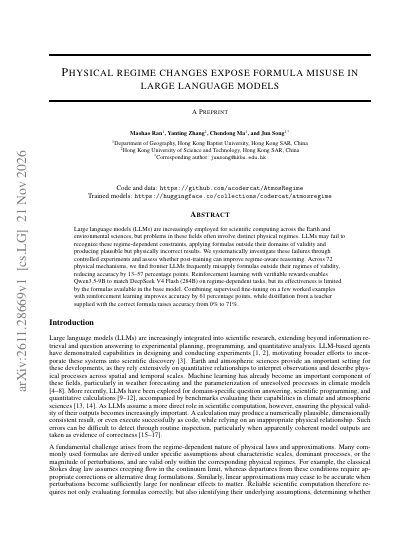 PHYSICAL REGIME CHANGES EXPOSE FORMULA MISUSE IN
LARGE LANGUAGE MODELS
A PREPRINT
Maohao Ran¹, Yanting Zhang², Chendong Ma¹, and Jun Song¹*
¹Department of Geography, Hong Kong Baptist University, Hong Kong SAR, China
²Hong Kong University of Science and Technology, Hong Kong SAR, China
*Corresponding author: junsong@hkbu.edu.hk
Code and data: https://github.com/acodercat/AtmosRegime
Trained models: https://huggingface.co/collections/codercat/atmosregime
ABSTRACT
Large language models (LLMs) are increasingly employed for scientific computing across the Earth and
environmental sciences, but problems in these fields often involve distinct physical regimes. LLMs may fail to
recognize these regime-dependent constraints, applying formulas outside their domains of validity and
producing plausible but physically incorrect results. We systematically investigate these failures through
controlled experiments and assess whether post-training can improve regime-aware reasoning. Across 72
physical mechanisms, we find frontier LLMs frequently misapply formulas outside their regimes of validity,
reducing accuracy by 13–57 percentage points. Reinforcement learning with verifiable rewards enables
Qwen3.5-9B to match DeepSeek V4 Flash (284B) on regime-dependent tasks, but its effectiveness is limited
by the formulas available in the base model. Combining supervised fine-tuning on a few worked examples
with reinforcement learning improves accuracy by 61 percentage points, while distillation from a teacher
supplied with the correct formula raises accuracy from 0% to 71%.
Introduction
Large language models (LLMs) are increasingly integrated into scientific research, extending beyond information re-
trieval and question answering to experimental planning, programming, and quantitative analysis. LLM-based agents
have demonstrated capabilities in designing and conducting experiments [1, 2], motivating broader efforts to incor-
porate these systems into scientific discovery [3]. Earth and atmospheric sciences provide an important setting for
these developments, as they rely extensively on quantitative relationships to interpret observations and describe phys-
ical processes across spatial and temporal scales. Machine learning has already become an important component of
these fields, particularly in weather forecasting and the parameterization of unresolved processes in climate models
[4–8]. More recently, LLMs have been explored for domain-specific question answering, scientific programming, and
quantitative calculations [9–12], accompanied by benchmarks evaluating their capabilities in climate and atmospheric
sciences [13, 14]. As LLMs assume a more direct role in scientific computation, however, ensuring the physical valid-
ity of their outputs becomes increasingly important. A calculation may produce a numerically plausible, dimensionally
consistent result, or even execute successfully as code, while relying on an inappropriate physical relationship. Such
errors can be difficult to detect through routine inspection, particularly when apparently coherent model outputs are
taken as evidence of correctness [15–17].
A fundamental challenge arises from the regime-dependent nature of physical laws and approximations. Many com-
monly used formulas are derived under specific assumptions about characteristic scales, dominant processes, or the
magnitude of perturbations, and are valid only within the corresponding physical regimes. For example, the classical
Stokes drag law assumes creeping flow in the continuum limit, whereas departures from these conditions require ap-
propriate corrections or alternative drag formulations. Similarly, linear approximations may cease to be accurate when
perturbations become sufficiently large for nonlinear effects to matter. Reliable scientific computation therefore re-
quires not only evaluating formulas correctly, but also identifying their underlying assumptions, determining whether
arXiv:2611.28669v1 [cs.LG] 21 Nov 2026